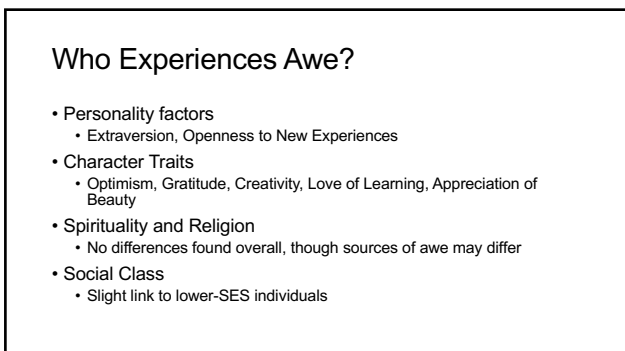 Who Experiences Awe?
• Personality factors
• Extraversion, Openness to New Experiences
• Character Traits
• Optimism, Gratitude, Creativity, Love of Learning, Appreciation of
Beauty
• Spirituality and Religion
• No differences found overall, though sources of awe may differ
• Social Class
• Slight link to lower-SES individuals